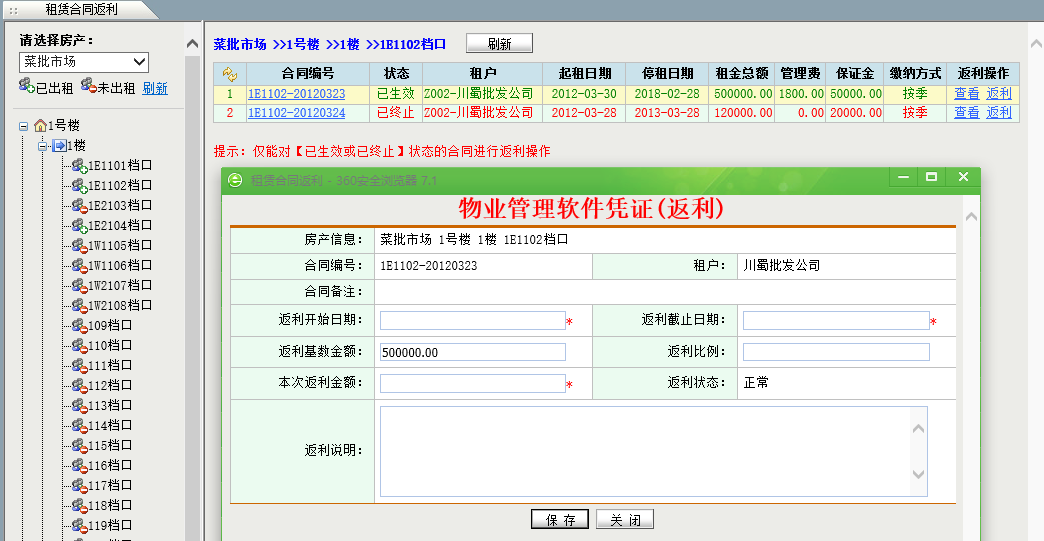 租赁合同返利
请选择房产：
菜批市场
已出租 未出租 刷新
1号楼
1楼
1E1101档口
1E1102档口
1E2103档口
1E2104档口
1W1105档口
1W1106档口
1W2107档口
1W2108档口
109档口
110档口
111档口
112档口
113档口
114档口
115档口
116档口
117档口
118档口
119档口
菜批市场 >>1号楼 >>1楼 >>1E1102档口 刷新
合同编号 状态 租户 起租日期 停租日期 租金总额 管理费 保证金 缴纳方式 返利操作
1 1E1102-20120323 已生效 Z002-川蜀批发公司 2012-03-30 2018-02-28 500000.00 1800.00 50000.00 按季 查看 返利
2 1E1102-20120324 已终止 Z002-川蜀批发公司 2012-03-28 2013-03-28 120000.00 0.00 20000.00 按季 查看 返利
提示：仅能对【已生效或已终止】状态的合同进行返利操作
租赁合同返利 - 360安全浏览器 7.1
物业管理软件凭证(返利)
房产信息： 菜批市场 1号楼 1楼 1E1102档口
合同编号： 1E1102-20120323 租户： 川蜀批发公司
合同备注：
返利开始日期： * 返利截止日期： *
返利基数金额： 500000.00 返利比例：
本次返利金额： * 返利状态： 正常
返利说明：
保 存 关 闭